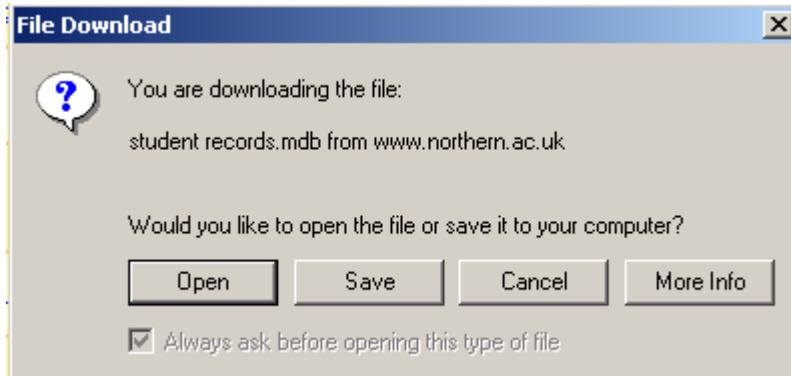 File Download
You are downloading the file:
student records.mdb from www.northern.ac.uk
Would you like to open the file or save it to your computer?
Open Save Cancel More Info
Always ask before opening this type of file